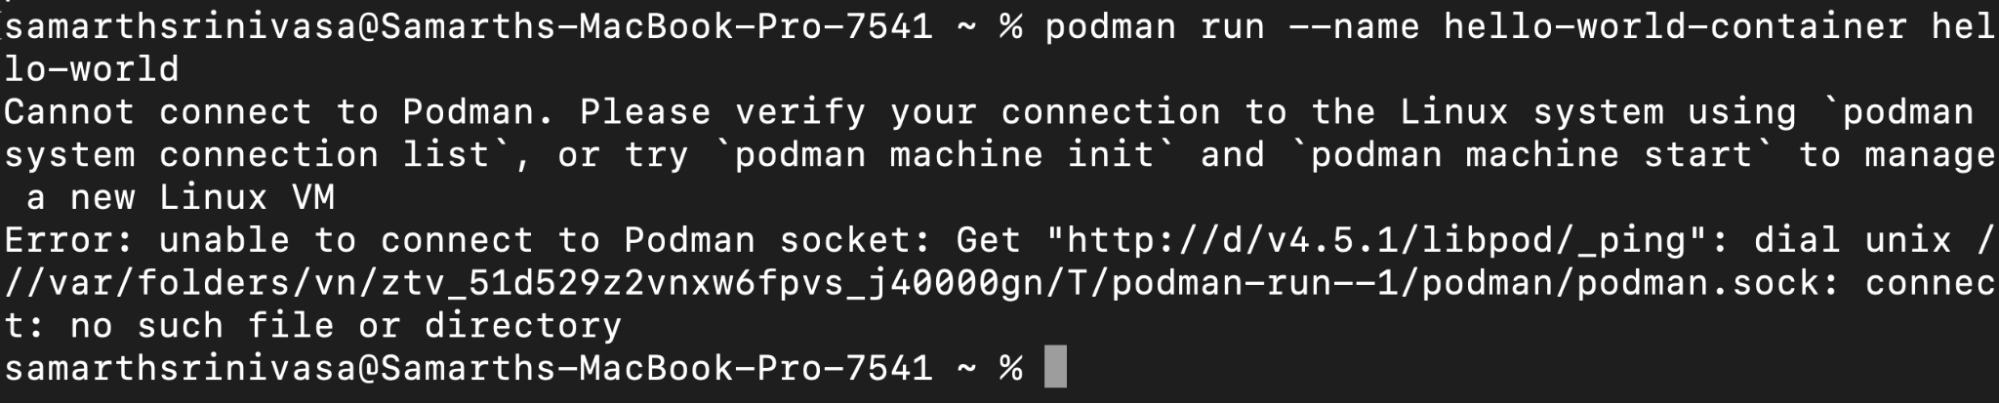 samarthsrinivasa@Samarths-MacBook-Pro-7541 ~ % podman run --name hello-world-container hel
lo-world
Cannot connect to Podman. Please verify your connection to the Linux system using `podman
system connection list`, or try `podman machine init` and `podman machine start` to manage
 a new Linux VM
Error: unable to connect to Podman socket: Get "http://d/v4.5.1/libpod/_ping": dial unix /
//var/folders/vn/ztv_51d529z2vnxw6fpvs_j40000gn/T/podman-run--1/podman/podman.sock: connec
t: no such file or directory
samarthsrinivasa@Samarths-MacBook-Pro-7541 ~ %